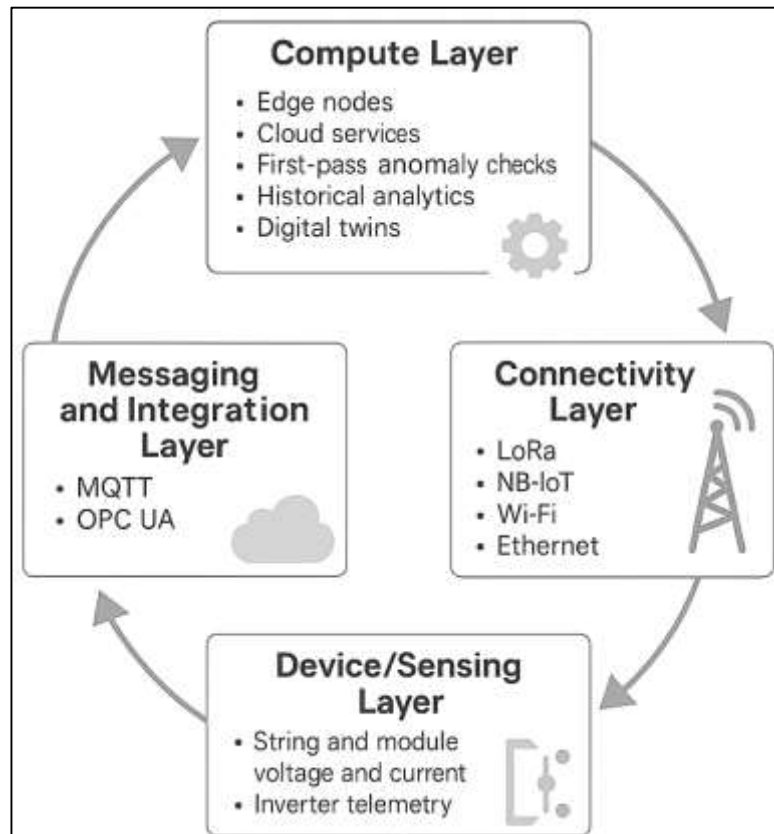 Compute Layer
• Edge nodes
• Cloud services
• First-pass anomaly checks
• Historical analytics
• Digital twins
Messaging
and Integration
Layer
• MQTT
• OPC UA
Connectivity
Layer
• LoRa
• NB-IoT
• Wi-Fi
• Ethernet
Device/Sensing
Layer
• String and module
voltage and current
• Inverter telemetry